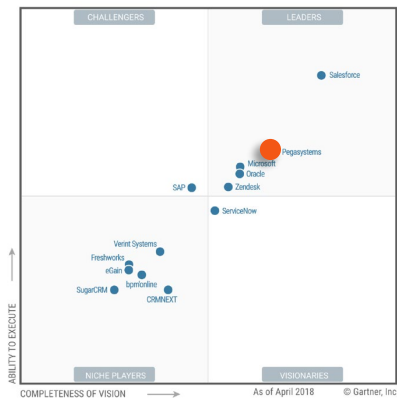 CHALLENGERS
LEADERS
Salesforce
Pegasystems
Microsoft
Oracle
Zendesk
SAP
ServiceNow
Verint Systems
Freshworks
eGain
bpm'online
SugarCRM
CRMNEXT
ABILITY TO EXECUTE
NICHE PLAYERS
VISIONARIES
COMPLETENESS OF VISION
As of April 2018
© Gartner, Inc